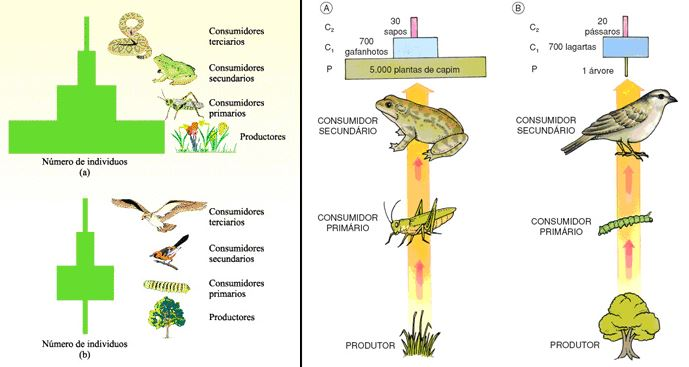 Consumidores
terciarios
Consumidores
secundarios
Consumidores
primarios
Productores
Número de individuos
(a)
Consumidores
terciarios
Consumidores
secundarios
Consumidores
primarios
Productores
Número de individuos
(b)
A
C₂
30
sapos
C₁
700
gafanhotos
P
5.000 plantas de capim
CONSUMIDOR
SECUNDÁRIO
CONSUMIDOR
PRIMÁRIO
PRODUTOR
B
C₂
20
pássaros
C₁
700 lagartas
P
1 árvore
CONSUMIDOR
SECUNDÁRIO
CONSUMIDOR
PRIMÁRIO
PRODUTOR